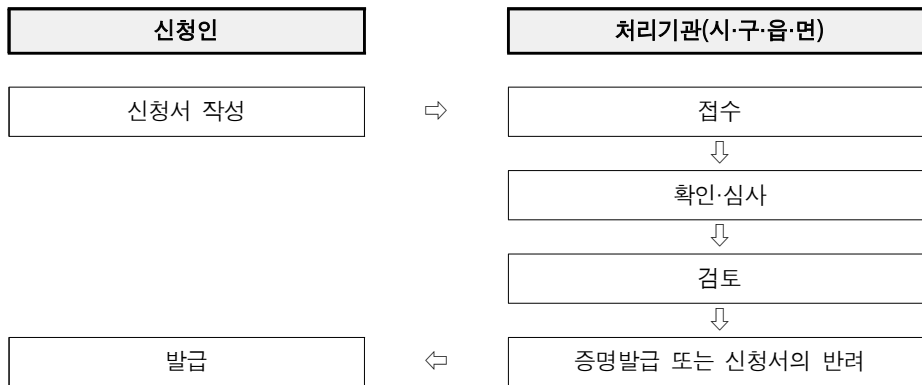 신청인 처리기관(시·구·읍·면)
신청서 작성 ⇨ 접수
⇩
확인·심사
⇩
검토
⇩
발급 ⇦ 증명발급 또는 신청서의 반려